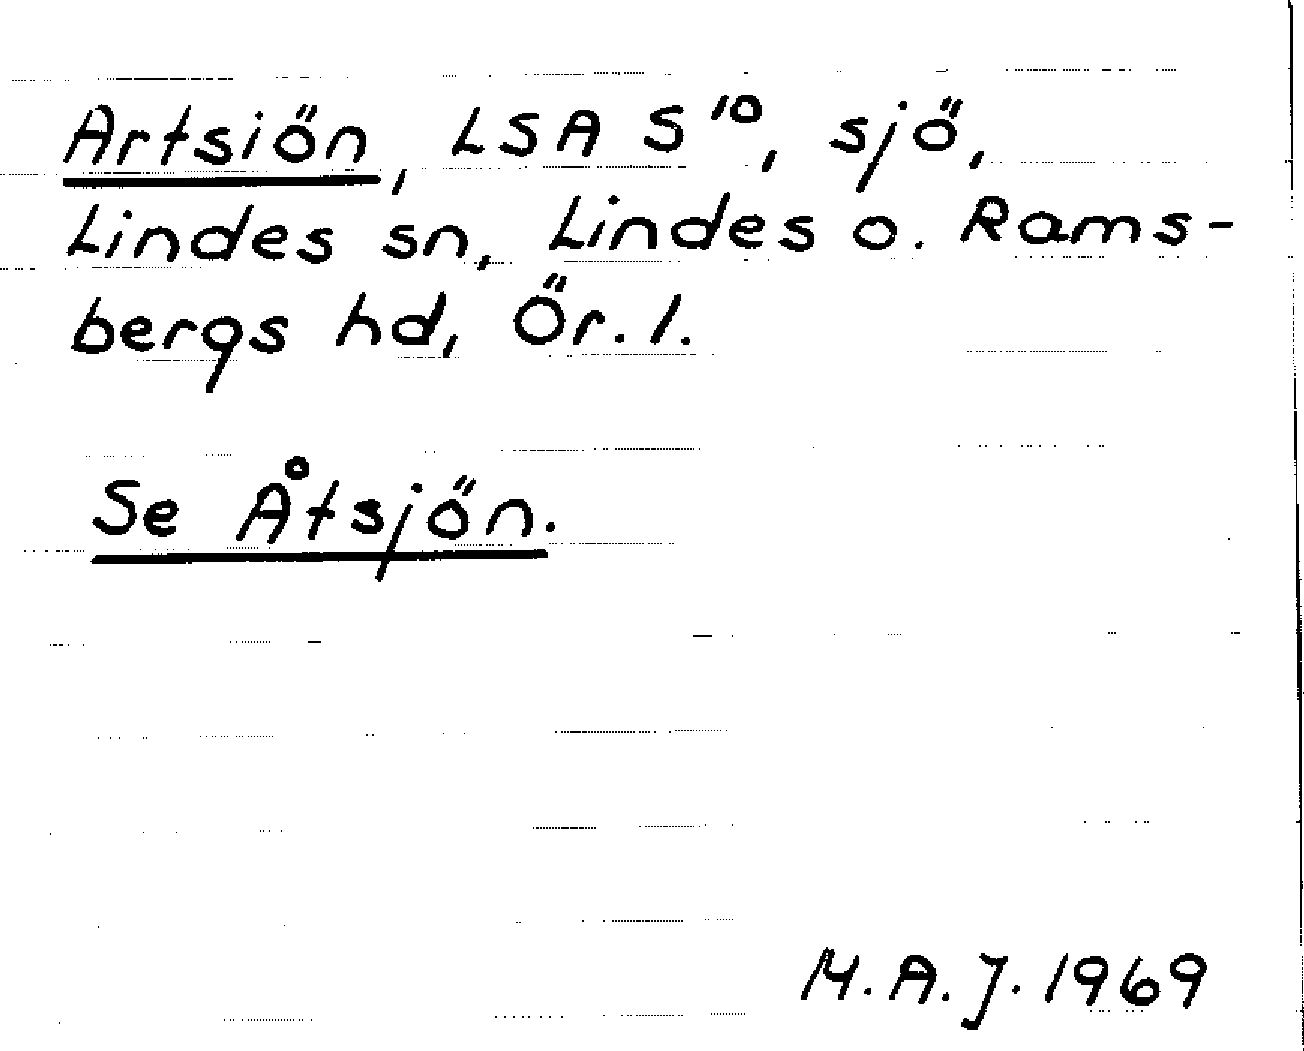 Artsiön, LSA S¹⁰, sjö,
Lindes sn, Lindes o. Rams-
bergs hd, Ör. l.
Se Åtsjön.
M.A.J. 1969